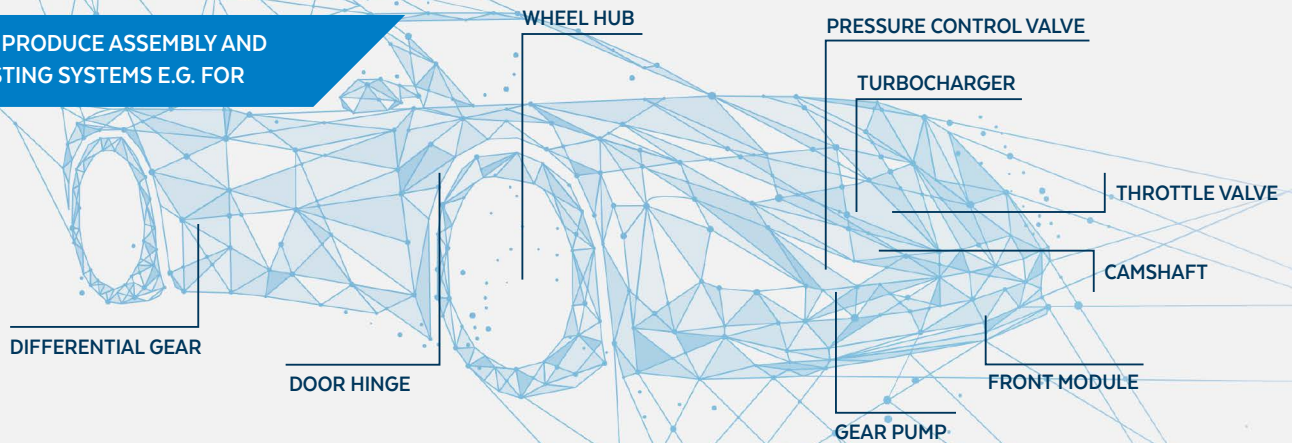 PRODUCE ASSEMBLY AND
STING SYSTEMS E.G. FOR
WHEEL HUB
PRESSURE CONTROL VALVE
TURBOCHARGER
THROTTLE VALVE
CAMSHAFT
DIFFERENTIAL GEAR
DOOR HINGE
FRONT MODULE
GEAR PUMP